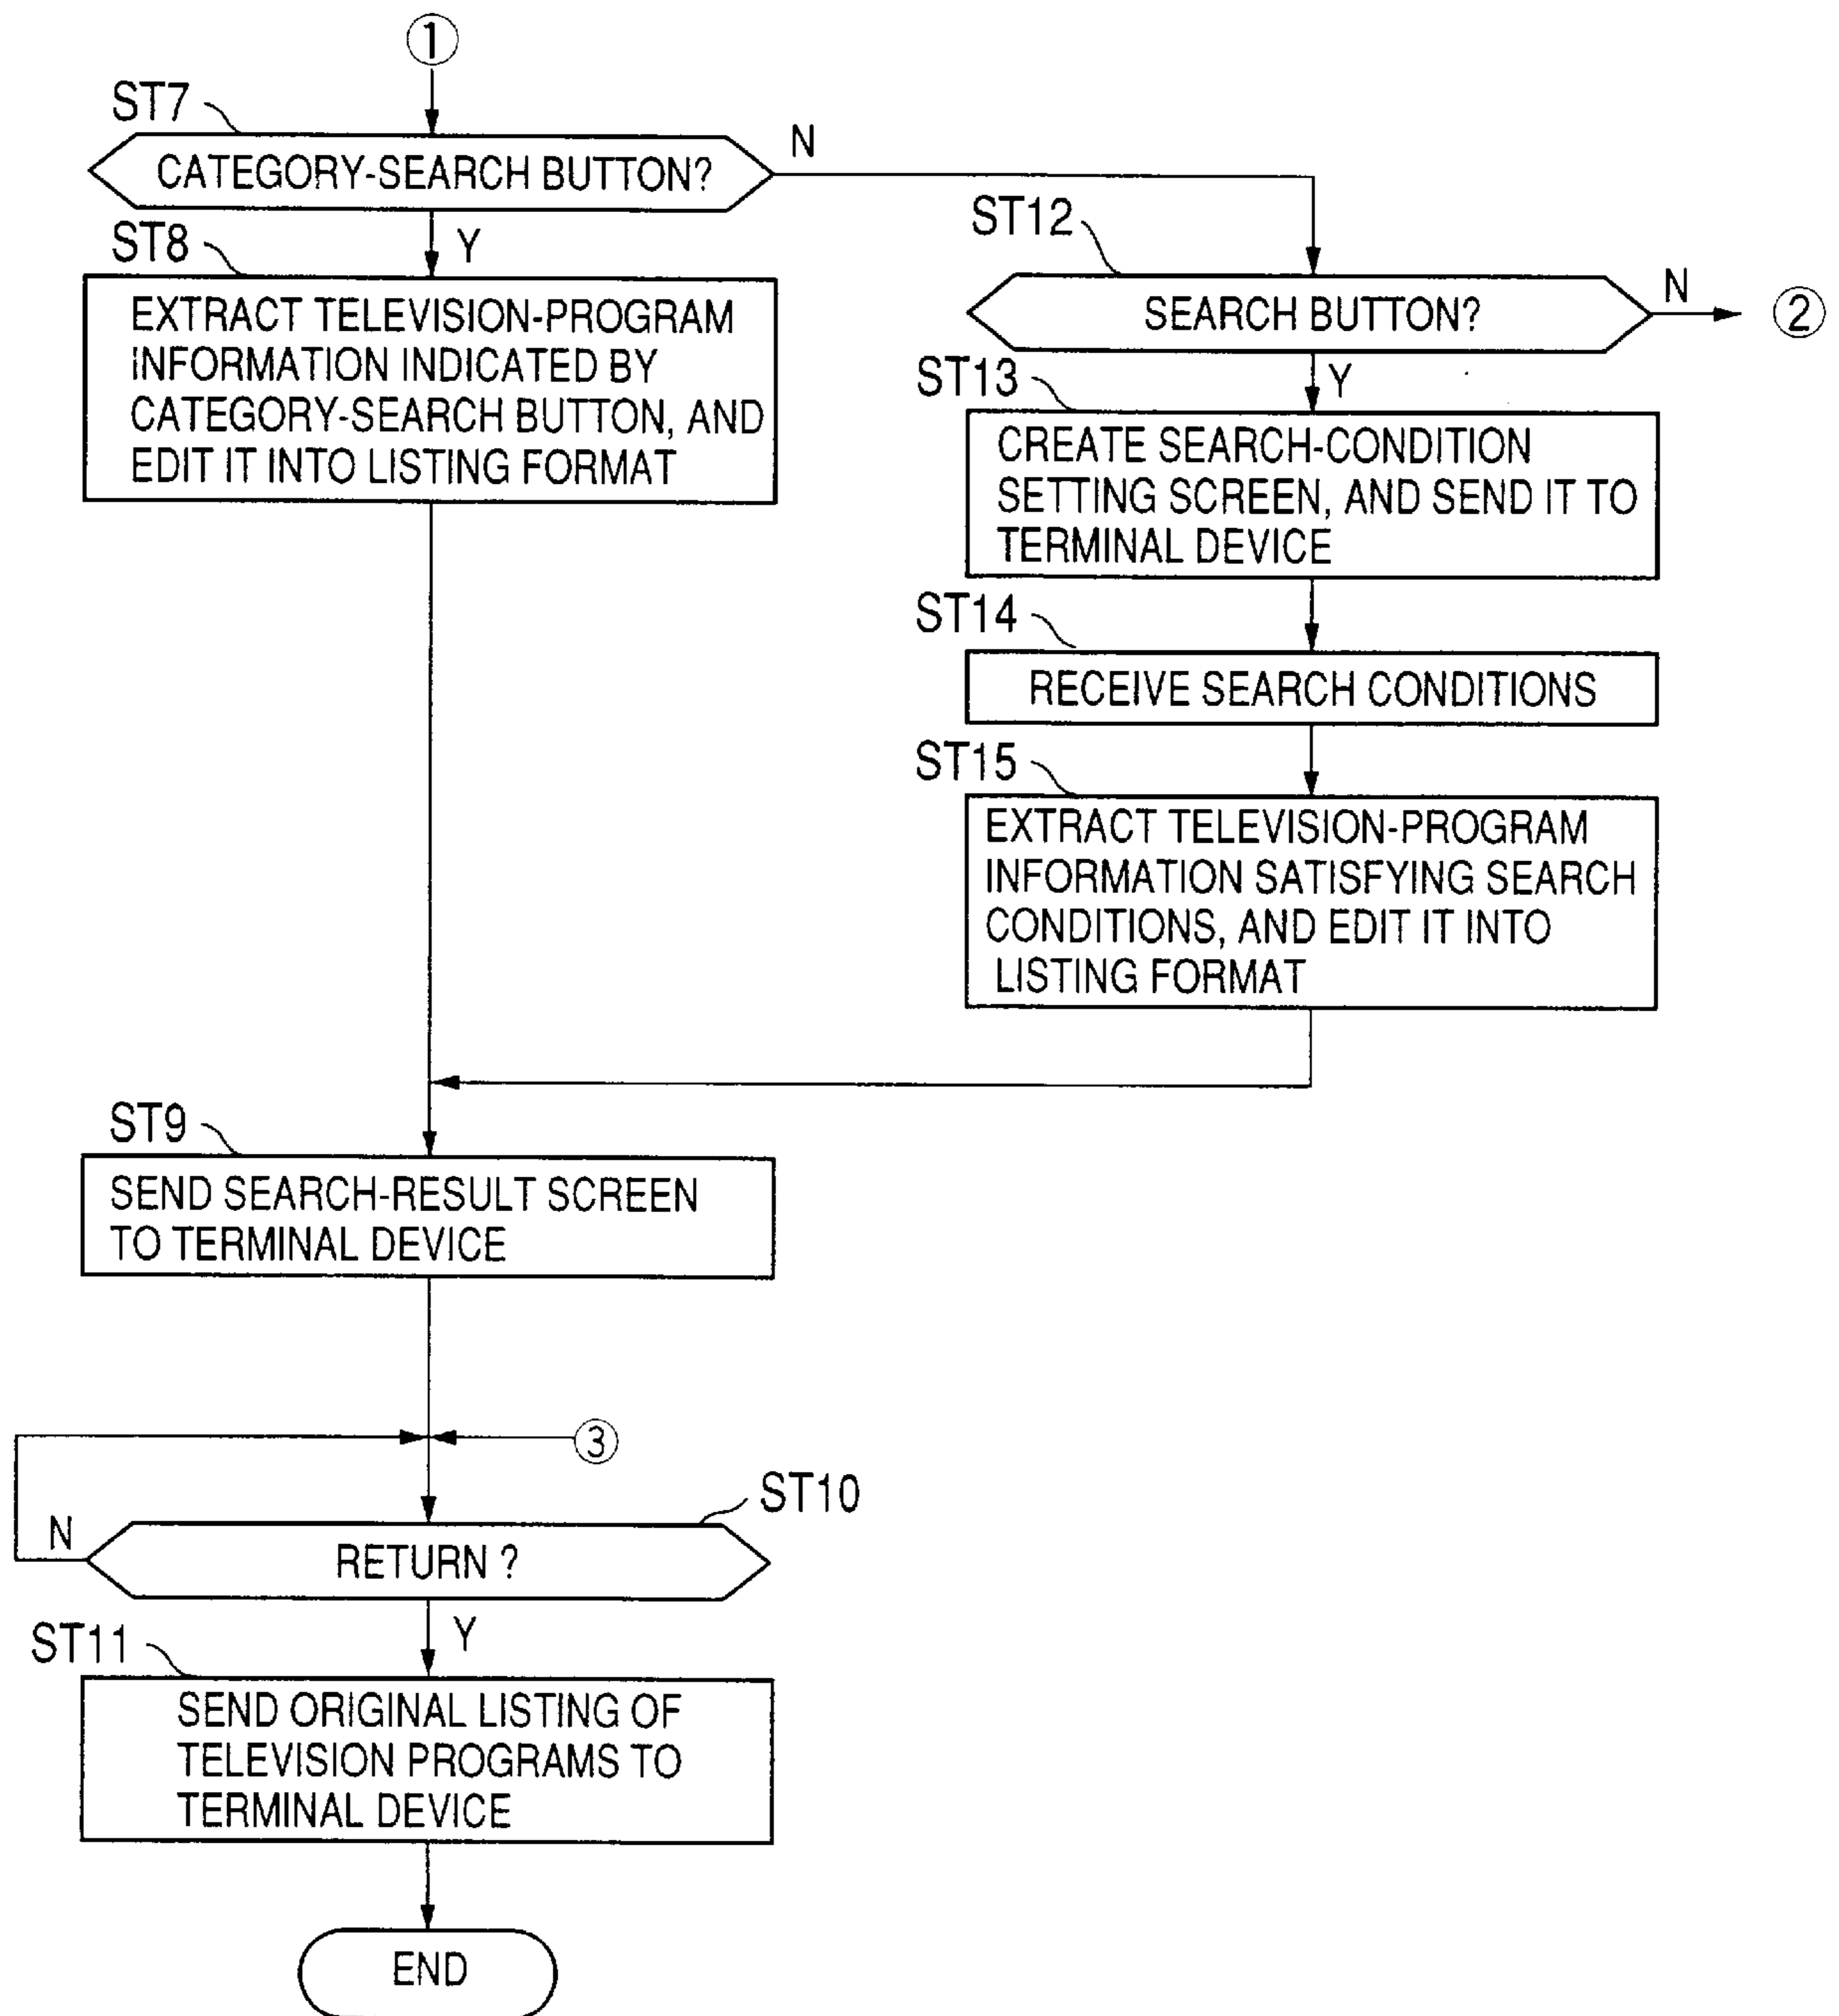 1
ST7
CATEGORY-SEARCH BUTTON?
N
Y
ST8
EXTRACT TELEVISION-PROGRAM
INFORMATION INDICATED BY
CATEGORY-SEARCH BUTTON, AND
EDIT IT INTO LISTING FORMAT
ST12
SEARCH BUTTON?
N
2
Y
ST13
CREATE SEARCH-CONDITION
SETTING SCREEN, AND SEND IT TO
TERMINAL DEVICE
ST14
RECEIVE SEARCH CONDITIONS
ST15
EXTRACT TELEVISION-PROGRAM
INFORMATION SATISFYING SEARCH
CONDITIONS, AND EDIT IT INTO
LISTING FORMAT
ST9
SEND SEARCH-RESULT SCREEN
TO TERMINAL DEVICE
3
ST10
N
RETURN ?
Y
ST11
SEND ORIGINAL LISTING OF
TELEVISION PROGRAMS TO
TERMINAL DEVICE
END